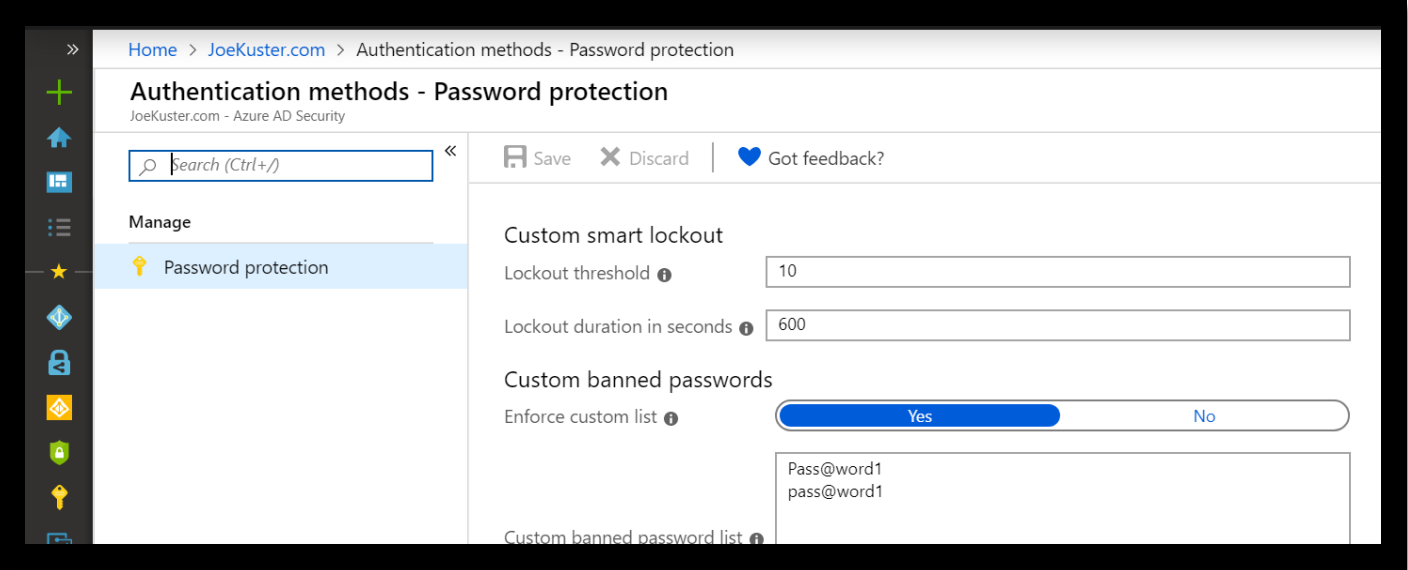 Home > JoeKuster.com > Authentication methods - Password protection
Authentication methods - Password protection
JoeKuster.com - Azure AD Security
Search (Ctrl+/)
Save Discard Got feedback?
Manage
Password protection
Custom smart lockout
Lockout threshold 10
Lockout duration in seconds 600
Custom banned passwords
Enforce custom list Yes No
Pass@word1
pass@word1
Custom banned password list